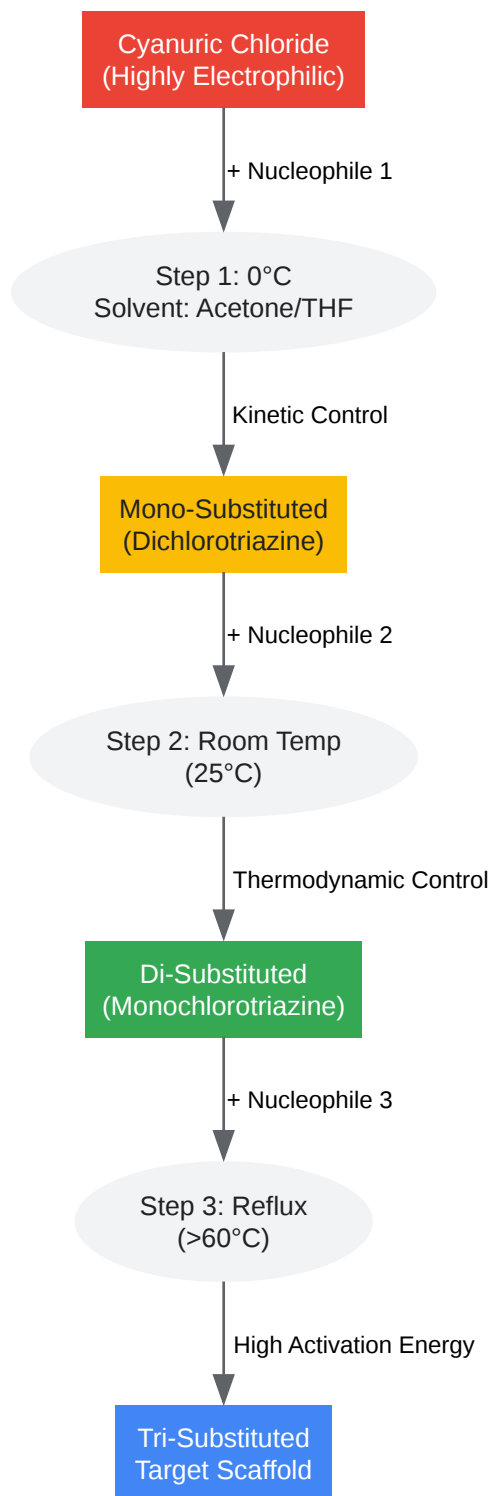 Cyanuric Chloride
(Highly Electrophilic)
+ Nucleophile 1
Step 1: 0°C
Solvent: Acetone/THF
Kinetic Control
Mono-Substituted
(Dichlorotriazine)
+ Nucleophile 2
Step 2: Room Temp
(25°C)
Thermodynamic Control
Di-Substituted
(Monochlorotriazine)
+ Nucleophile 3
Step 3: Reflux
(>60°C)
High Activation Energy
Tri-Substituted
Target Scaffold